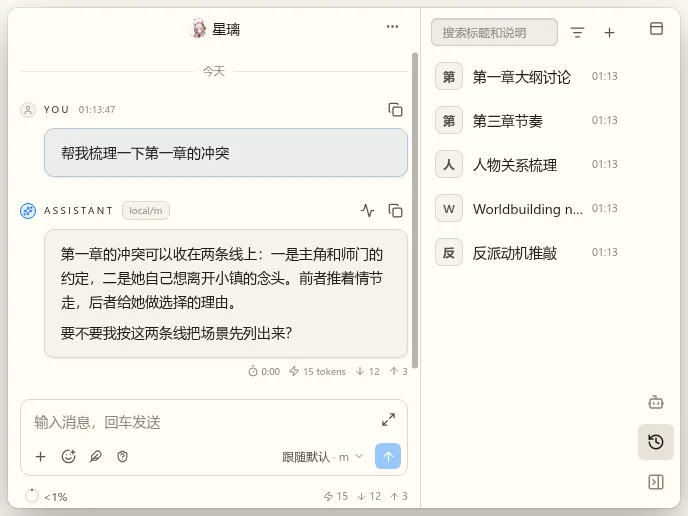 星璃
今天
YOU 01:13:47
帮我梳理一下第一章的冲突
ASSISTANT local/m
第一章的冲突可以收在两条线上：一是主角和师门的
约定，二是她自己想离开小镇的念头。前者推着情节
走，后者给她做选择的理由。
要不要我按这两条线把场景先列出来？
0:00 15 tokens 12 3
输入消息，回车发送
跟随默认 · m
<1%
15 12 3
搜索标题和说明
第 第一章大纲讨论 01:13
第 第三章节奏 01:13
人 人物关系梳理 01:13
W Worldbuilding n... 01:13
反 反派动机推敲 01:13